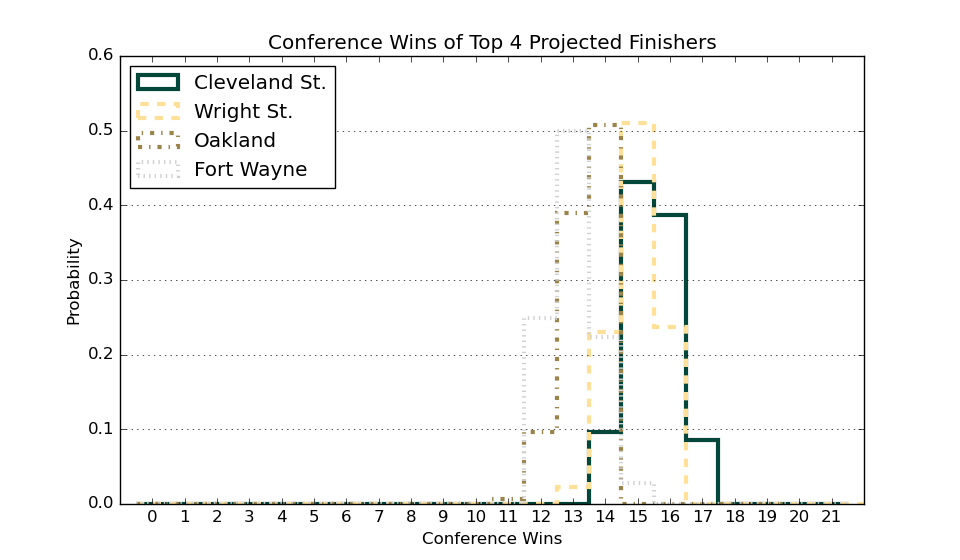 Conference Wins of Top 4 Projected Finishers
0.6
Cleveland St.
Wright St.
Oakland
Fort Wayne
0.5
0.4
0.3
0.2
0.1
0.0
Probability
0 1 2 3 4 5 6 7 8 9 10 11 12 13 14 15 16 17 18 19 20 21
Conference Wins